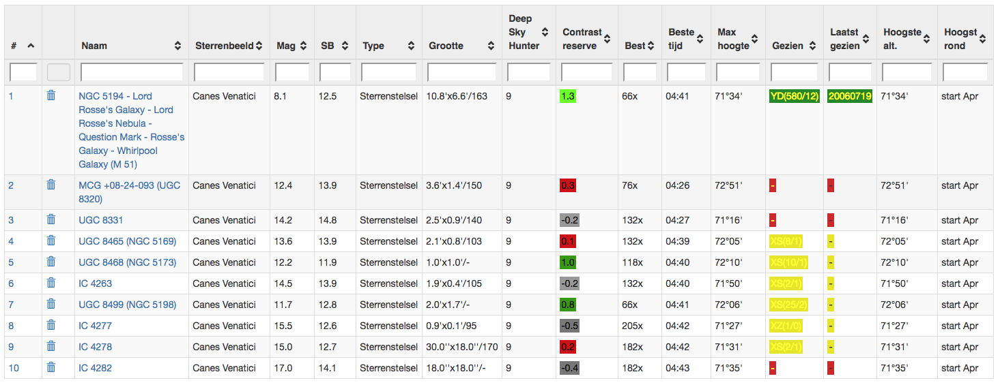 # Naam Sterrenbeeld Mag SB Type Grootte Deep Sky Hunter Contrast reserve Best Beste tijd Max hoogte Gezien Laatst gezien Hoogste alt. Hoogst rond
1 NGC 5194 - Lord Rosse's Galaxy - Lord Rosse's Nebula - Question Mark - Rosse's Galaxy - Whirlpool Galaxy (M 51) Canes Venatici 8.1 12.5 Sterrenstelsel 10.8'x6.6'/163 9 1.3 66x 04:41 71°34' YD(580/12) 20060719 71°34' start Apr
2 MCG +08-24-093 (UGC 8320) Canes Venatici 12.4 13.9 Sterrenstelsel 3.6'x1.4'/150 9 0.3 76x 04:26 72°51' - - 72°51' start Apr
3 UGC 8331 Canes Venatici 14.2 14.8 Sterrenstelsel 2.5'x0.9'/140 9 -0.2 132x 04:27 71°16' - - 71°16' start Apr
4 UGC 8465 (NGC 5169) Canes Venatici 13.6 13.9 Sterrenstelsel 2.1'x0.8'/103 9 0.1 132x 04:39 72°05' XS(8/1) - 72°05' start Apr
5 UGC 8468 (NGC 5173) Canes Venatici 12.2 11.9 Sterrenstelsel 1.0'x1.0'/- 9 1.0 118x 04:40 72°10' XS(10/1) - 72°10' start Apr
6 IC 4263 Canes Venatici 14.5 13.9 Sterrenstelsel 1.9'x0.4'/105 9 -0.2 132x 04:40 71°50' XS(2/1) - 71°50' start Apr
7 UGC 8499 (NGC 5198) Canes Venatici 11.7 12.8 Sterrenstelsel 2.0'x1.7'/- 9 0.8 66x 04:41 72°06' XS(25/2) - 72°06' start Apr
8 IC 4277 Canes Venatici 15.5 12.6 Sterrenstelsel 0.9'x0.1'/95 9 -0.5 205x 04:42 71°27' XZ(1/0) - 71°27' start Apr
9 IC 4278 Canes Venatici 15.0 12.7 Sterrenstelsel 30.0''x18.0''/170 9 0.2 182x 04:42 71°31' XS(2/1) - 71°31' start Apr
10 IC 4282 Canes Venatici 17.0 14.1 Sterrenstelsel 18.0''x18.0''/- 9 -0.4 182x 04:43 71°35' - - 71°35' start Apr